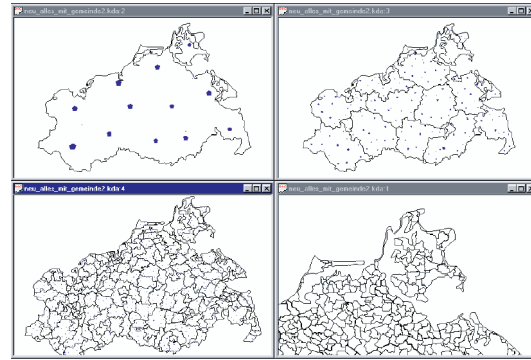 neu_alles_mit_gemeinde2.kda:2
neu_alles_mit_gemeinde2.kda:3
neu_alles_mit_gemeinde2.kda:4
neu_alles_mit_gemeinde2.kda:1